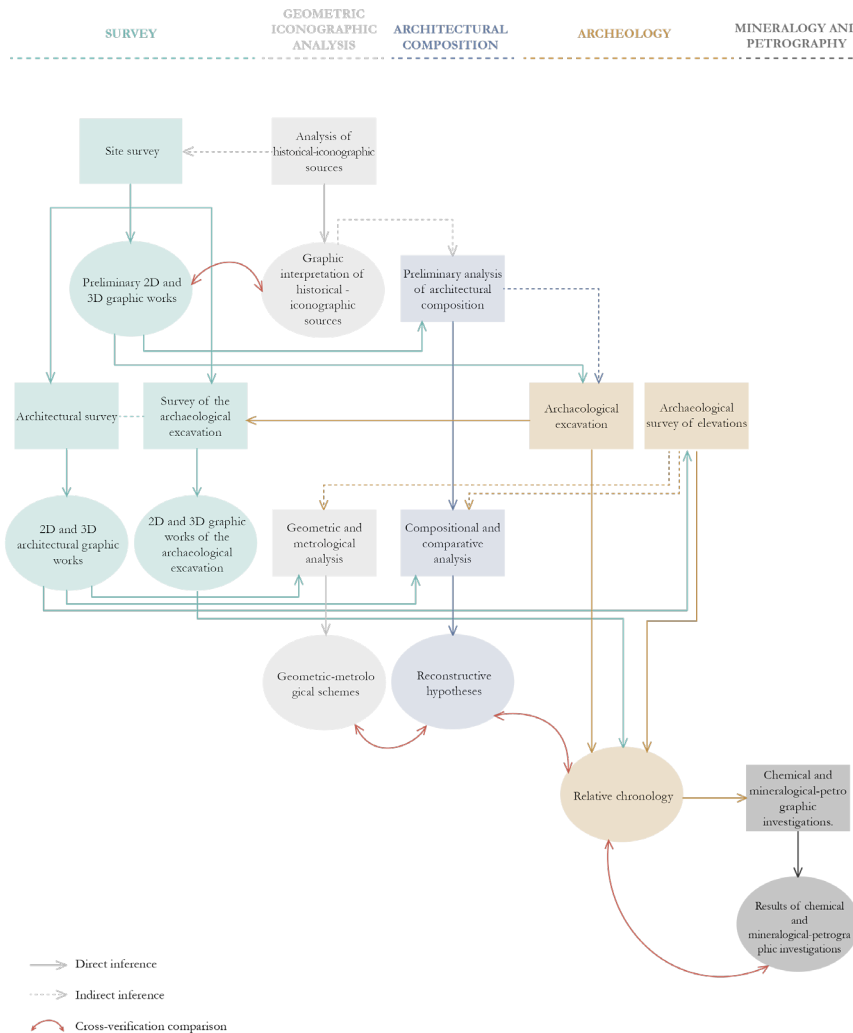 SURVEY
GEOMETRIC
ICONOGRAPHIC
ANALYSIS
ARCHITECTURAL
COMPOSITION
ARCHEOLOGY
MINERALOGY AND
PETROGRAPHY
Site survey
Analysis of
historical-iconographic
sources
Preliminary 2D and
3D graphic works
Graphic
interpretation of
historical -
iconographic
sources
Preliminary analysis
of architectural
composition
Architectural survey
Survey of the
archaeological
excavation
Archaeological
excavation
Archaeological
survey of elevations
2D and 3D
architectural graphic
works
2D and 3D graphic
works of the
archaeological
excavation
Geometric and
metrological
analysis
Compositional and
comparative
analysis
Geometric-metrolo
gical schemes
Reconstructive
hypotheses
Relative chronology
Chemical and
mineralogical-petro
graphic
investigations.
Results of chemical
and
mineralogical-petrogra
phic investigations
Direct inference
Indirect inference
Cross-verification comparison